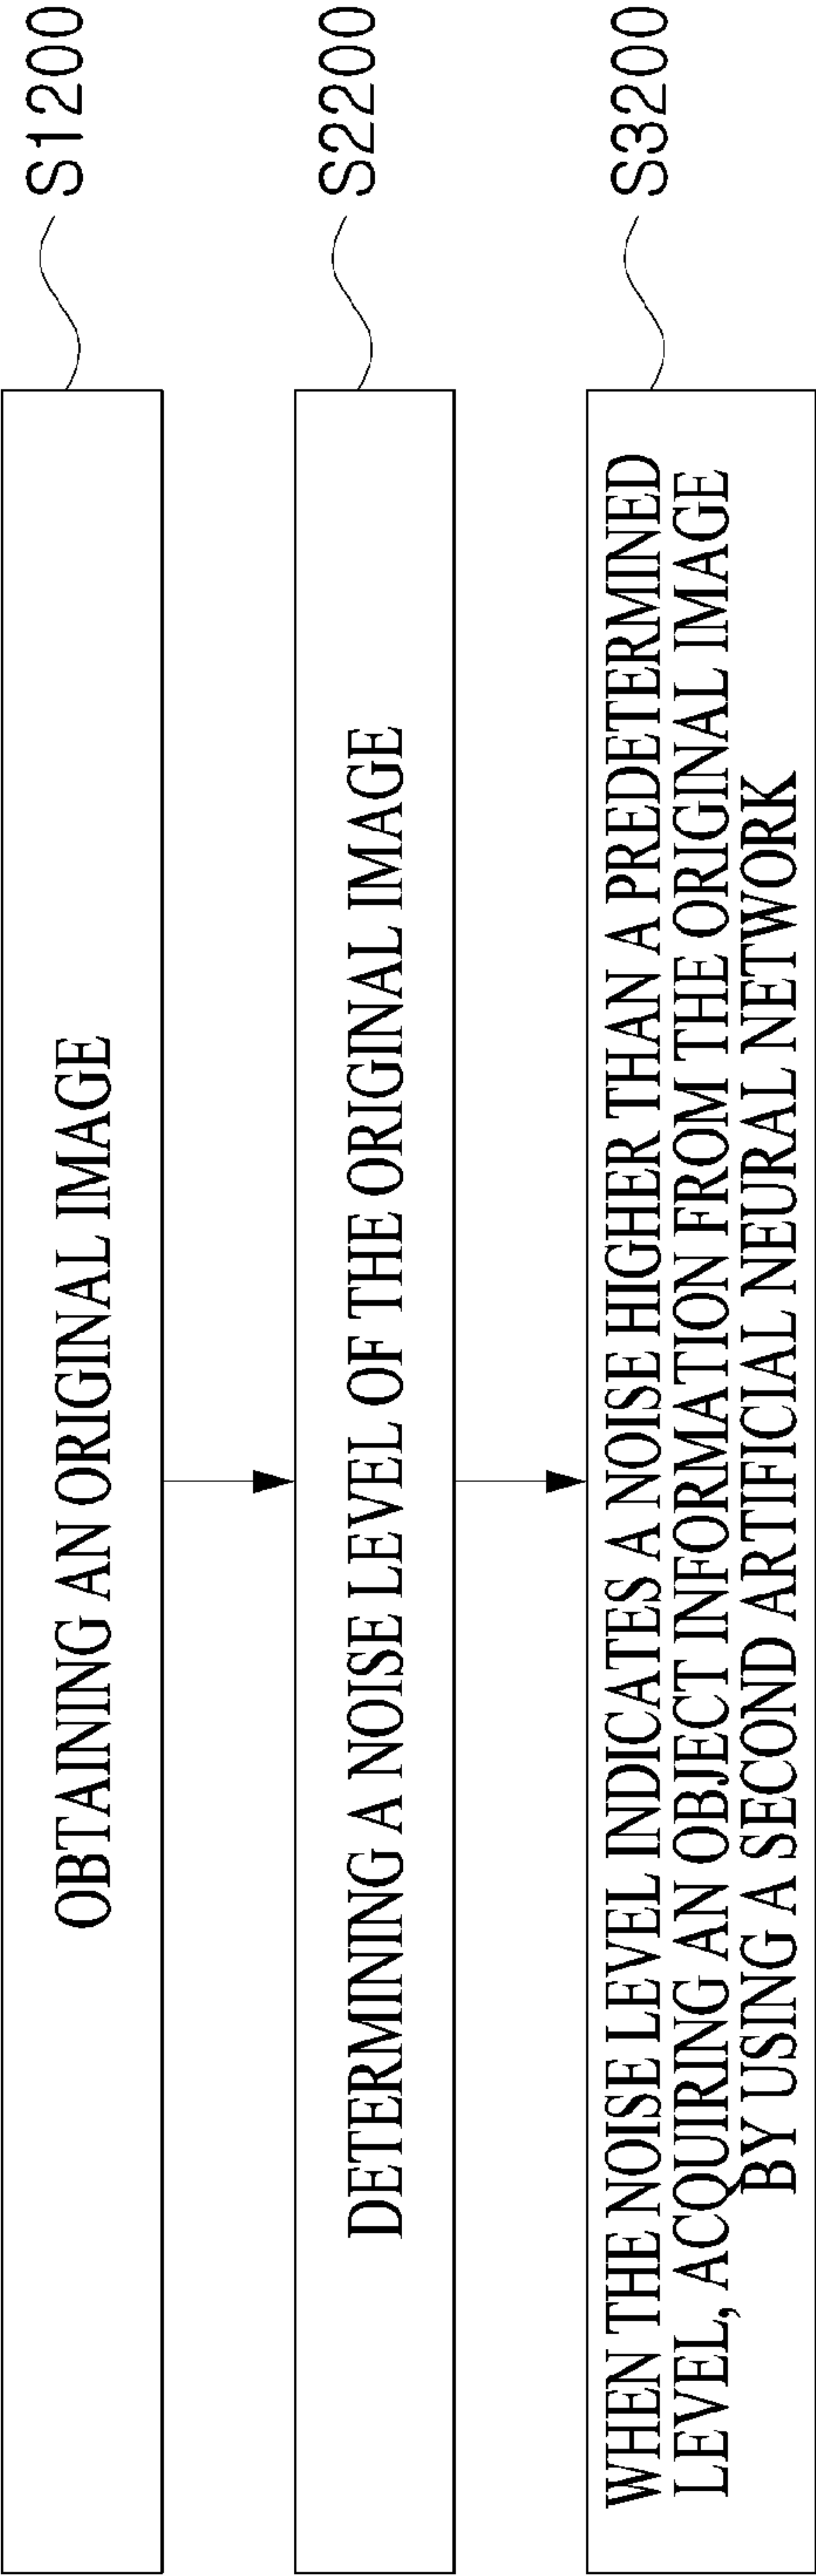 OBTAINING AN ORIGINAL IMAGE
S1200
DETERMINING A NOISE LEVEL OF THE ORIGINAL IMAGE
S2200
WHEN THE NOISE LEVEL INDICATES A NOISE HIGHER THAN A PREDETERMINED
LEVEL, ACQUIRING AN OBJECT INFORMATION FROM THE ORIGINAL IMAGE
BY USING A SECOND ARTIFICIAL NEURAL NETWORK
S3200